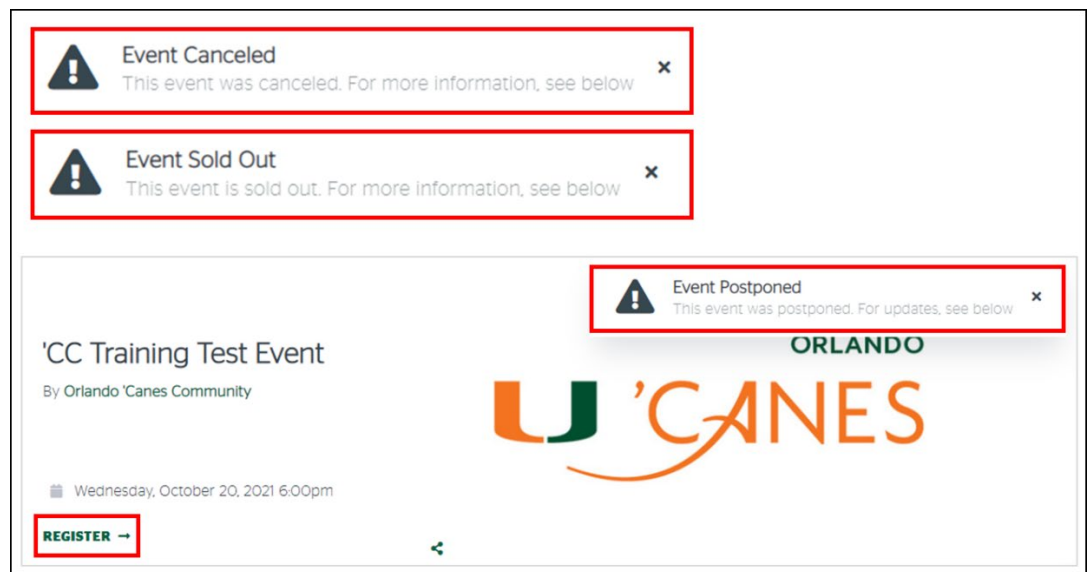 Event Canceled
This event was canceled. For more information, see below
Event Sold Out
This event is sold out. For more information, see below
Event Postponed
This event was postponed. For updates, see below
'CC Training Test Event
By Orlando 'Canes Community
ORLANDO
U 'CANES
Wednesday, October 20, 2021 6:00pm
REGISTER →